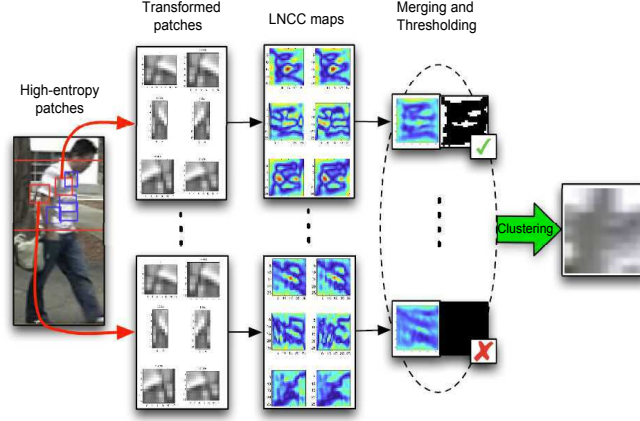 Transformed
patches
LNCC maps
Merging and
Thresholding
High-entropy
patches
Clustering